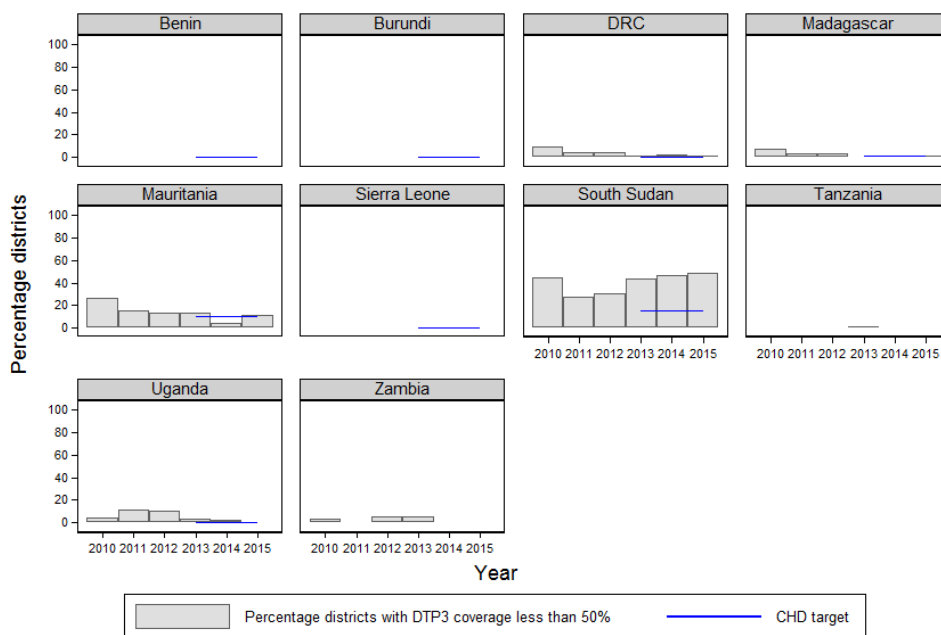 Benin Burundi DRC Madagascar
100
80
60
40
20
0
Mauritania Sierra Leone South Sudan Tanzania
100
80
60
40
20
0
2010 2011 2012 2013 2014 2015 2010 2011 2012 2013 2014 2015
Uganda Zambia
100
80
60
40
20
0
2010 2011 2012 2013 2014 2015 2010 2011 2012 2013 2014 2015
Percentage districts
Year
Percentage districts with DTP3 coverage less than 50% CHD target